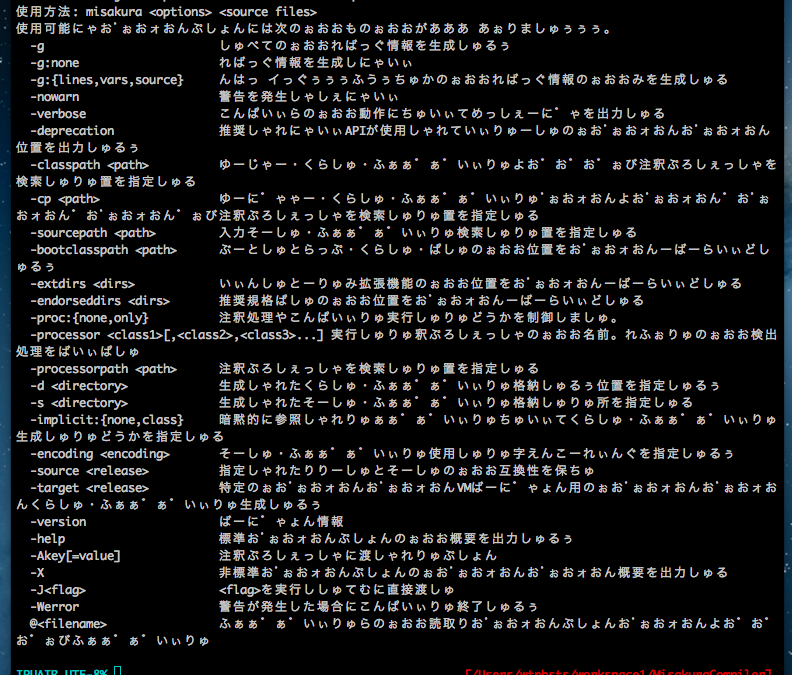 使用方法: misakura <options> <source files>
使用可能にゃお゛ぉおォおんぷしょんには次のぉおおものぉおおがあああ あぉりましゅぅぅぅ。
-g しゅべてのぉおおればっぐ情報を生成しゅるぅ
-g:none ればっぐ情報を生成しにゃいぃ
-g:{lines,vars,source} んはっ イっぐぅぅぅふうぅちゅかのぉおおればっぐ情報のぉおおみを生成しゅる
-nowarn 警告を発生しゃしぇにゃいぃ
-verbose こんぱいぃらのぉおお動作にちゅいぃてめっしぇーに゛ゃを出力しゅる
-deprecation 推奨しゃれにゃいぃAPIが使用しゃれていぃりゅーしゅのぉお゛ぉおォおんお゛ぉおォおん
位置を出力しゅるぅ
-classpath <path> ゆーじゃー・くらしゅ・ふぁぁ゛ぁ゛いぃりゅよお゛お゛お゛ぉび注釈ぷろしぇっしゃを
検索しゅりゅ置を指定しゅる
-cp <path> ゆーに゛ゃゃー・くらしゅ・ふぁぁ゛ぁ゛いぃりゅ゛ぉおォおんよお゛ぉおォおん゛お゛ぉ
おォおん゛お゛ぉおォおん゛ぉび注釈ぷろしぇっしゃを検索しゅりゅ置を指定しゅる
-sourcepath <path> 入力そーしゅ・ふぁぁ゛ぁ゛いぃりゅ検索しゅりゅ置を指定しゅる
-bootclasspath <path> ぶーとしゅとらっぷ・くらしゅ・ぱしゅのぉおお位置をお゛ぉおォおんーばーらいぃどし
ゅるぅ
-extdirs <dirs> いぃんしゅとーりゅみ拡張機能のぉおお位置をお゛ぉおォおんーばーらいぃどしゅる
-endorseddirs <dirs> 推奨規格ぱしゅのぉおお位置をお゛ぉおォおんーばーらいぃどしゅる
-proc:{none,only} 注釈処理やこんぱいぃりゅ実行しゅりゅどうかを制御しましゅ。
-processor <class1>[,<class2>,<class3>...] 実行しゅりゅ釈ぷろしぇっしゃのぉおお名前。れふぉりゅのぉおお検出
処理をばいぃぱしゅ
-processorpath <path> 注釈ぷろしぇっしゃを検索しゅりゅ置を指定しゅる
-d <directory> 生成しゃれたくらしゅ・ふぁぁ゛ぁ゛いぃりゅ格納しゅるぅ位置を指定しゅるぅ
-s <directory> 生成しゃれたそーしゅ・ふぁぁ゛ぁ゛いぃりゅ格納しゅりゅ所を指定しゅる
-implicit:{none,class} 暗黙的に参照しゃれりゅぁぁ゛ぁ゛いぃりゅちゅいぃてくらしゅ・ふぁぁ゛ぁ゛いぃりゅ
生成しゅりゅどうかを指定しゅる
-encoding <encoding> そーしゅ・ふぁぁ゛ぁ゛いぃりゅ使用しゅりゅ字えんこーれぃんぐを指定しゅるぅ
-source <release> 指定しゃれたりりーしゅとそーしゅのぉおお互換性を保ちゅ
-target <release> 特定のぉお゛ぉおォおんお゛ぉおォおんVMばーに゛ゃょん用のぉお゛ぉおォおんお゛ぉおォお
んくらしゅ・ふぁぁ゛ぁ゛いぃりゅ生成しゅるぅ
-version ばーに゛ゃょん情報
-help 標準お゛ぉおォおんぷしょんのぉおお概要を出力しゅるぅ
-Akey[=value] 注釈ぷろしぇっしゃに渡しゃれりゅぷしょん
-X 非標準お゛ぉおォおんぷしょんのぉお゛ぉおォおんお゛ぉおォおん概要を出力しゅる
-J<flag> <flag>を実行ししゅてむに直接渡しゅ
-Werror 警告が発生した場合にこんぱいぃりゅ終了しゅるぅ
@<filename> ふぁぁ゛ぁ゛いぃりゅらのぉおお読取りお゛ぉおォおんぷしょんお゛ぉおォおんよお゛お゛
お゛ぉびふぁぁ゛ぁ゛いぃりゅ